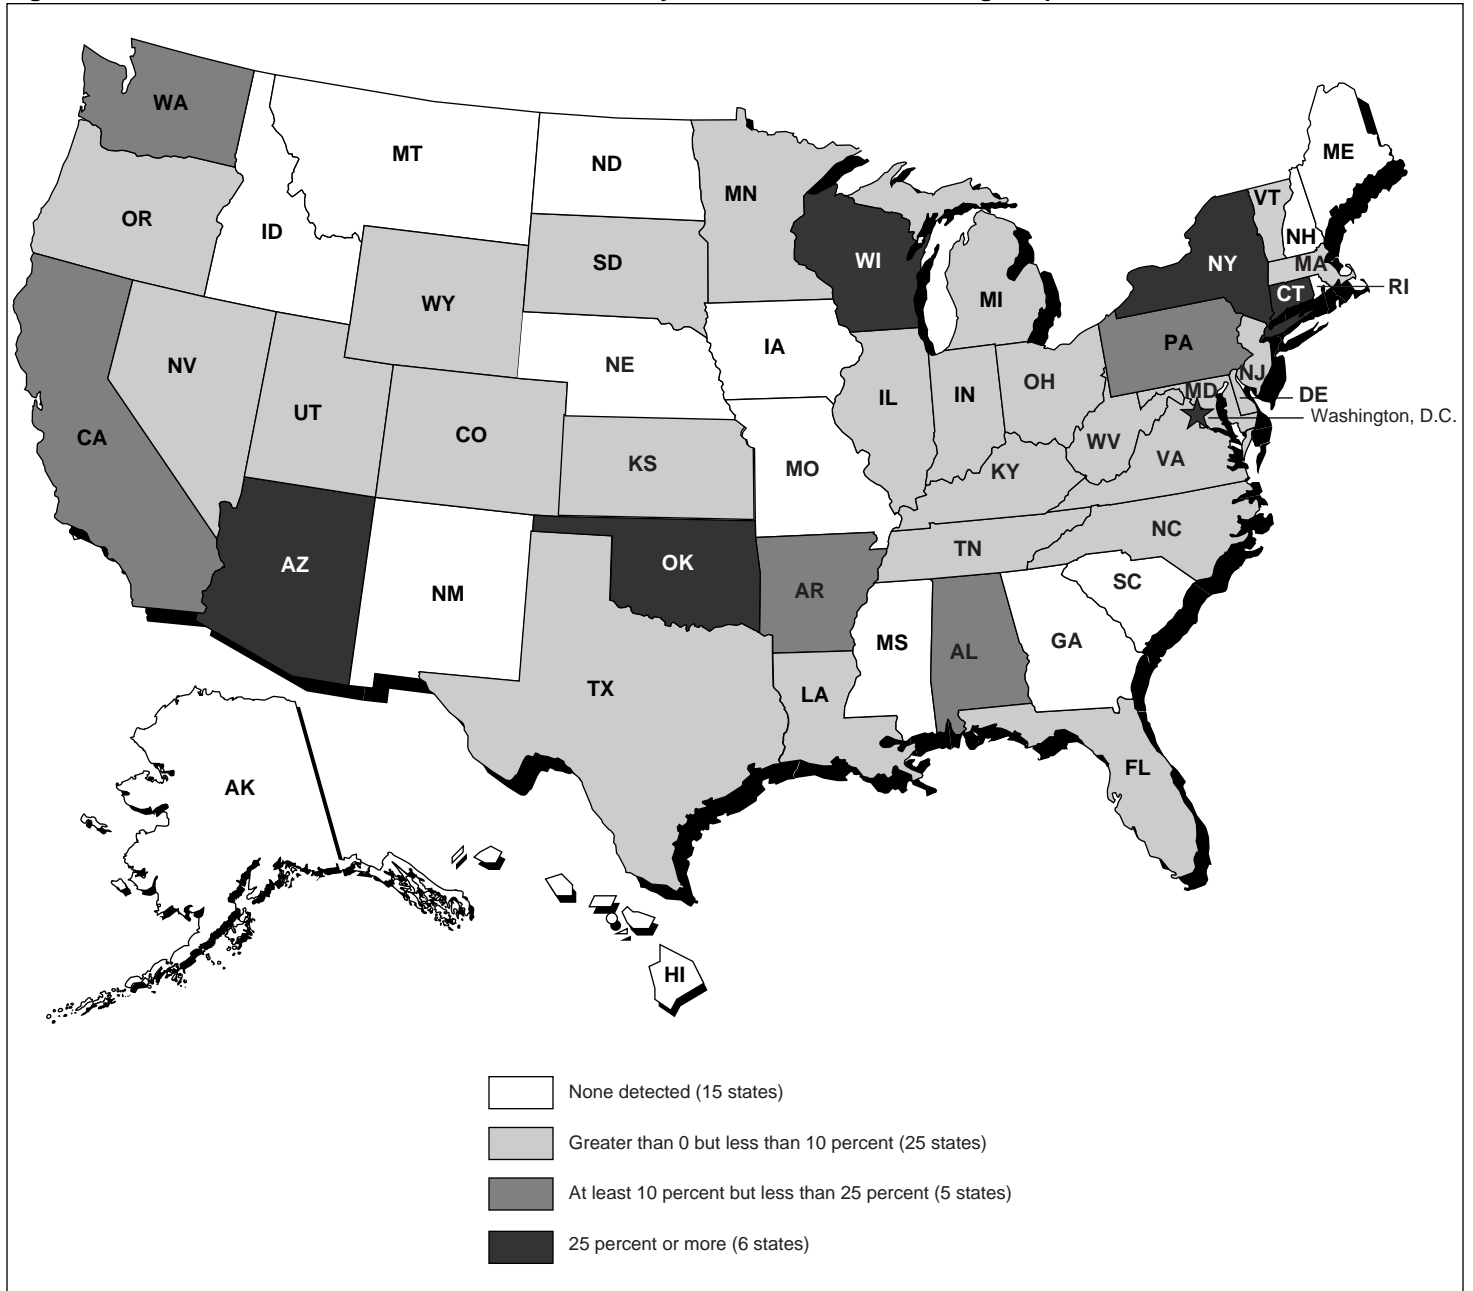 WA
MT
ND
MN
ME
VT
NH
OR
ID
SD
WI
NY
MA
CT
RI
WY
MI
NV
NE
IA
PA
NJ
UT
CO
IL
IN
OH
MD
DE
Washington, D.C.
CA
KS
MO
KY
WV
VA
AZ
NM
OK
AR
TN
NC
SC
MS
AL
GA
TX
LA
FL
AK
HI
None detected (15 states)
Greater than 0 but less than 10 percent (25 states)
At least 10 percent but less than 25 percent (5 states)
25 percent or more (6 states)